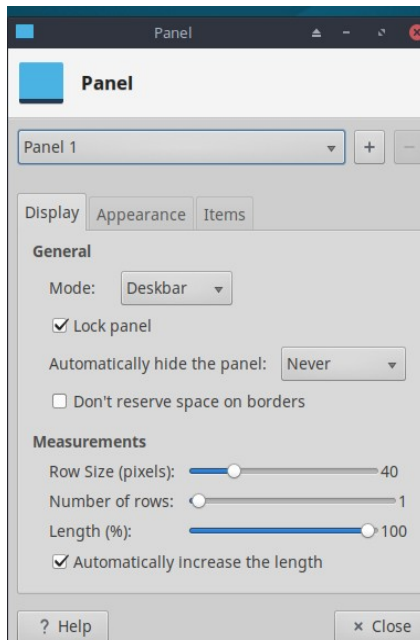 Panel
Panel
Panel 1
Display Appearance Items
General
Mode: Deskbar
Lock panel
Automatically hide the panel: Never
Don't reserve space on borders
Measurements
Row Size (pixels): 40
Number of rows: 1
Length (%): 100
Automatically increase the length
? Help × Close